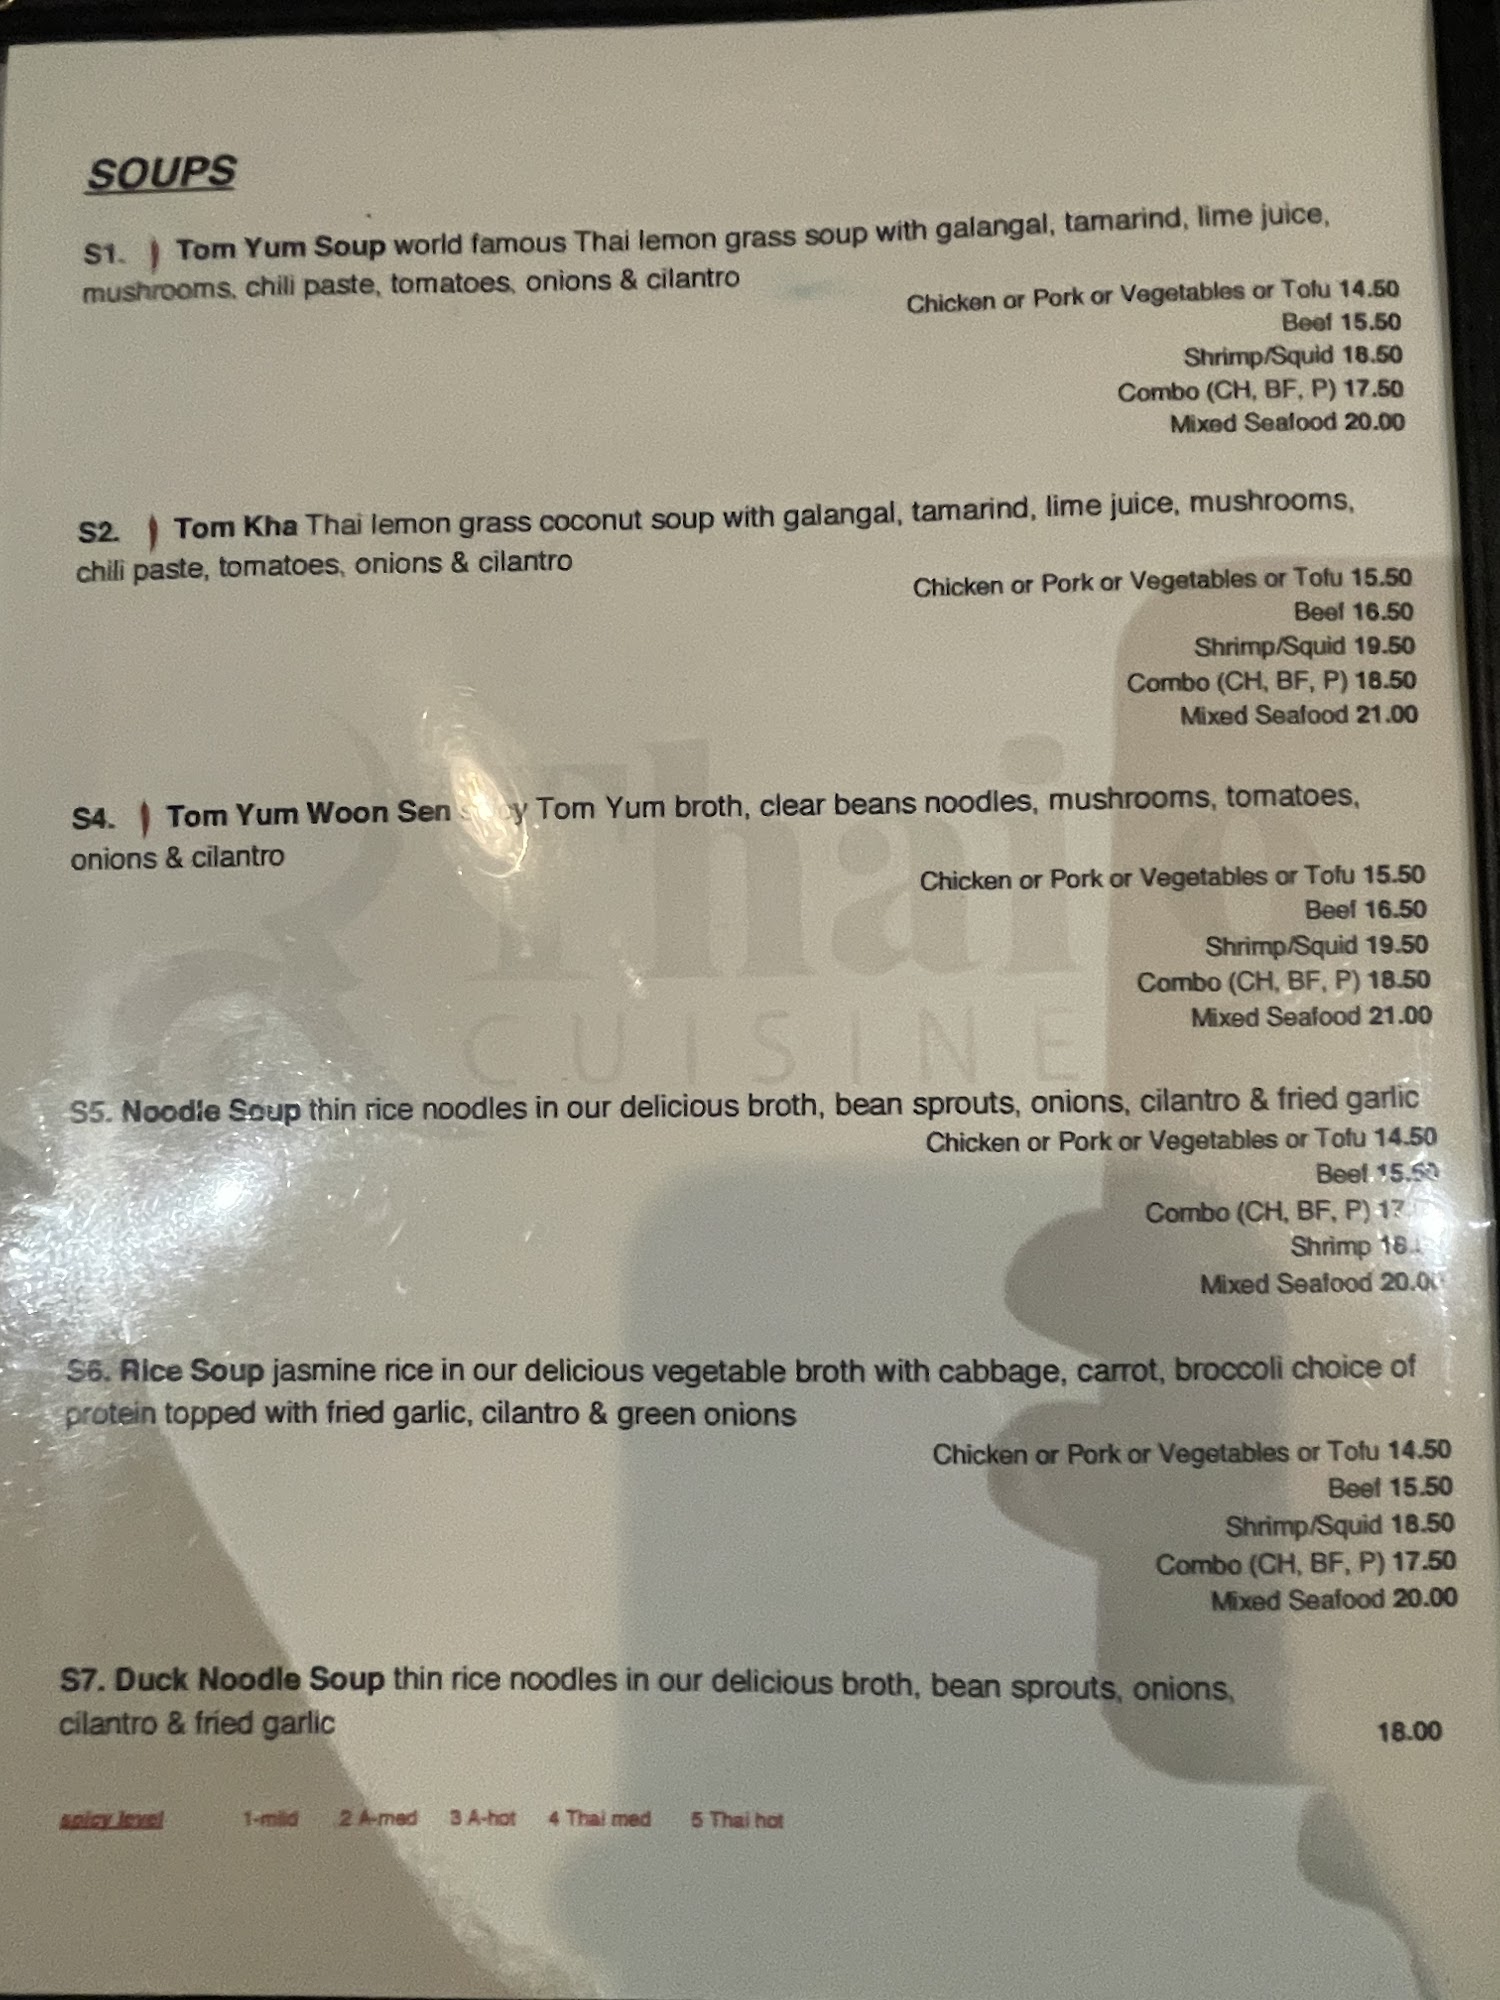 SOUPS
S1. Tom Yum Soup world famous Thai lemon grass soup with galangal, tamarind, lime juice,
mushrooms, chili paste, tomatoes, onions & cilantro
Chicken or Pork or Vegetables or Tofu 14.50
Beef 15.50
Shrimp/Squid 18.50
Combo (CH, BF, P) 17.50
Mixed Seafood 20.00
S2. Tom Kha Thai lemon grass coconut soup with galangal, tamarind, lime juice, mushrooms,
chili paste, tomatoes, onions & cilantro
Chicken or Pork or Vegetables or Tofu 15.50
Beef 16.50
Shrimp/Squid 19.50
Combo (CH, BF, P) 18.50
Mixed Seafood 21.00
Thai
CUISINE
S4. Tom Yum Woon Sen Tom Yum broth, clear beans noodles, mushrooms, tomatoes,
onions & cilantro
Chicken or Pork or Vegetables or Tofu 15.50
Beef 16.50
Shrimp/Squid 19.50
Combo (CH, BF, P) 18.50
Mixed Seafood 21.00
S5. Noodle Soup thin rice noodles in our delicious broth, bean sprouts, onions, cilantro & fried garlic
Chicken or Pork or Vegetables or Tofu 14.50
Beef 15.50
Combo (CH, BF, P)
Shrimp
Mixed Seafood 20.00
S6. Rice Soup jasmine rice in our delicious vegetable broth with cabbage, carrot, broccoli choice of
protein topped with fried garlic, cilantro & green onions
Chicken or Pork or Vegetables or Tofu 14.50
Beef 15.50
Shrimp/Squid 18.50
Combo (CH, BF, P) 17.50
Mixed Seafood 20.00
S7. Duck Noodle Soup thin rice noodles in our delicious broth, bean sprouts, onions,
cilantro & fried garlic
18.00
spicy level 1-mild 2 A-med 3 A-hot 4 Thai med 5 Thai hot